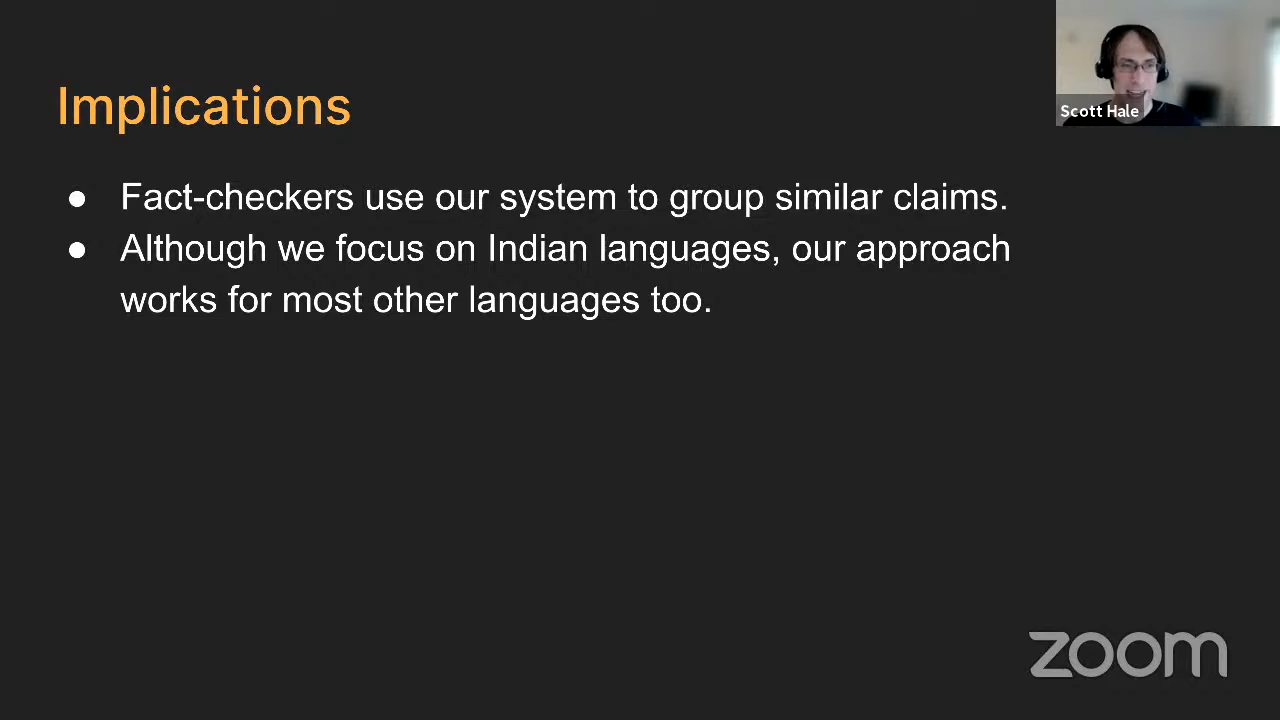 Implications
Scott Hale
● Fact-checkers use our system to group similar claims.
● Although we focus on Indian languages, our approach
works for most other languages too.
zoom